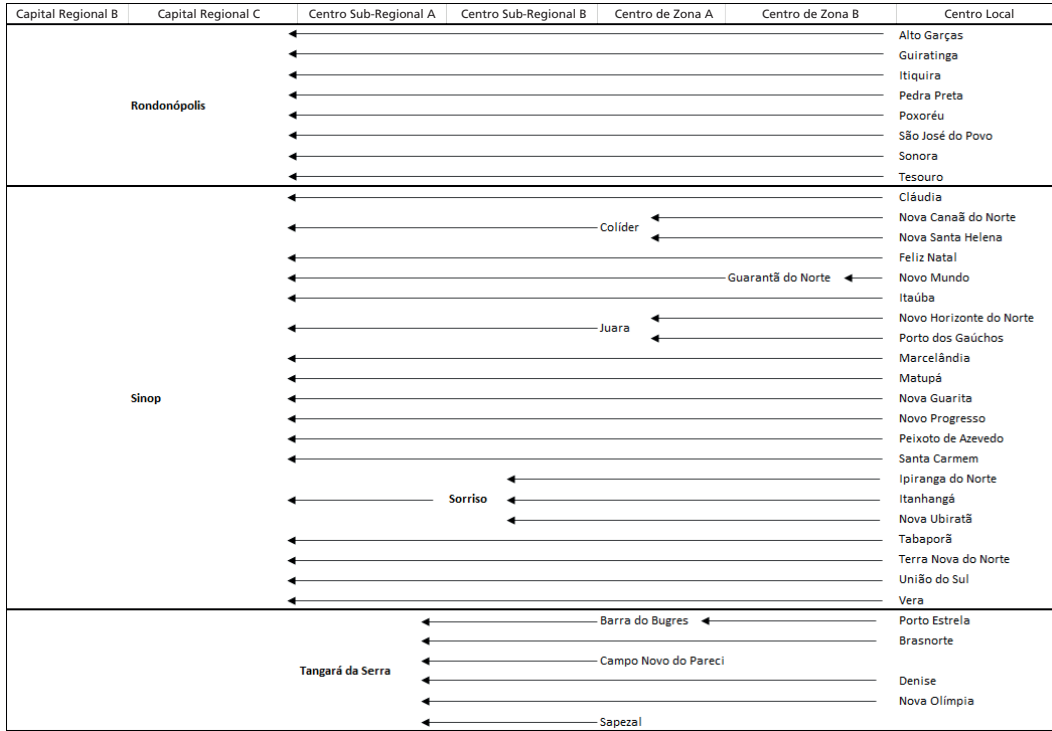 Capital Regional B Capital Regional C Centro Sub-Regional A Centro Sub-Regional B Centro de Zona A Centro de Zona B Centro Local
Alto Garças
Guiratinga
Itiquira
Pedra Preta
Rondonópolis
Poxoréu
São José do Povo
Sonora
Tesouro
Cláudia
Nova Canaã do Norte
Colíder
Nova Santa Helena
Feliz Natal
Guarantã do Norte Novo Mundo
Itaúba
Novo Horizonte do Norte
Juara
Porto dos Gaúchos
Marcelândia
Matupá
Sinop Nova Guarita
Novo Progresso
Peixoto de Azevedo
Santa Carmem
Ipiranga do Norte
Sorriso Itanhangá
Nova Ubiratã
Tabaporã
Terra Nova do Norte
União do Sul
Vera
Barra do Bugres Porto Estrela
Brasnorte
Campo Novo do Pareci
Tangará da Serra
Denise
Nova Olímpia
Sapezal